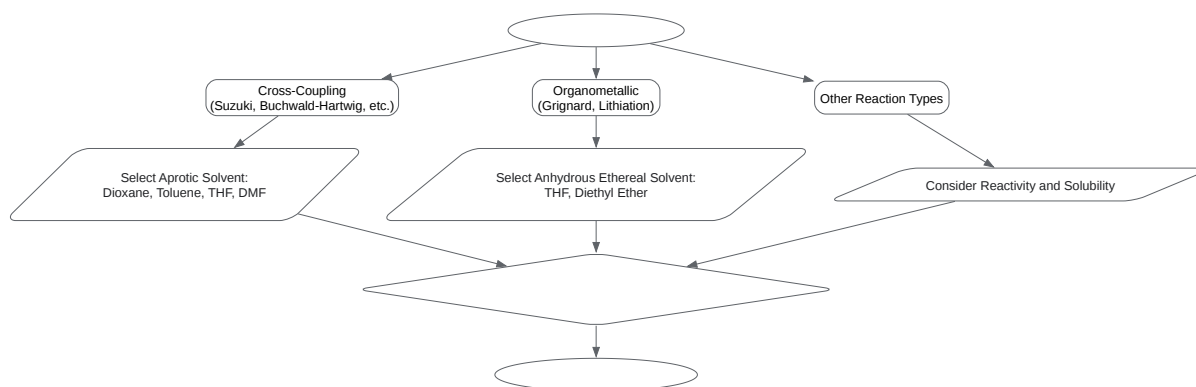 Cross-Coupling
(Suzuki, Buchwald-Hartwig, etc.)
Organometallic
(Grignard, Lithiation)
Other Reaction Types
Select Aprotic Solvent:
Dioxane, Toluene, THF, DMF
Select Anhydrous Ethereal Solvent:
THF, Diethyl Ether
Consider Reactivity and Solubility